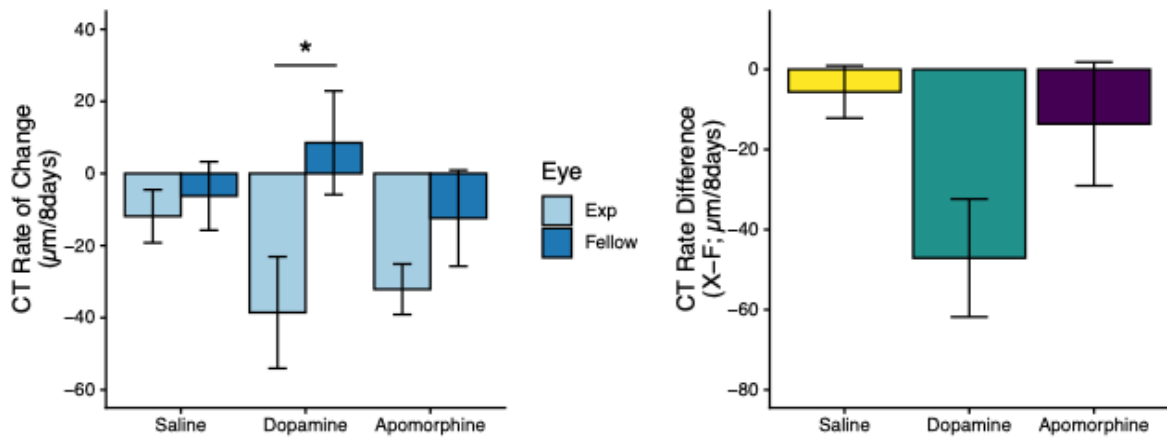 CT Rate of Change
(μm/8days)
40
20
0
−20
−40
−60
*
Saline
Dopamine
Apomorphine
Eye
Exp
Fellow
CT Rate Difference
(X−F; μm/8days)
0
−20
−40
−60
−80
Saline
Dopamine
Apomorphine